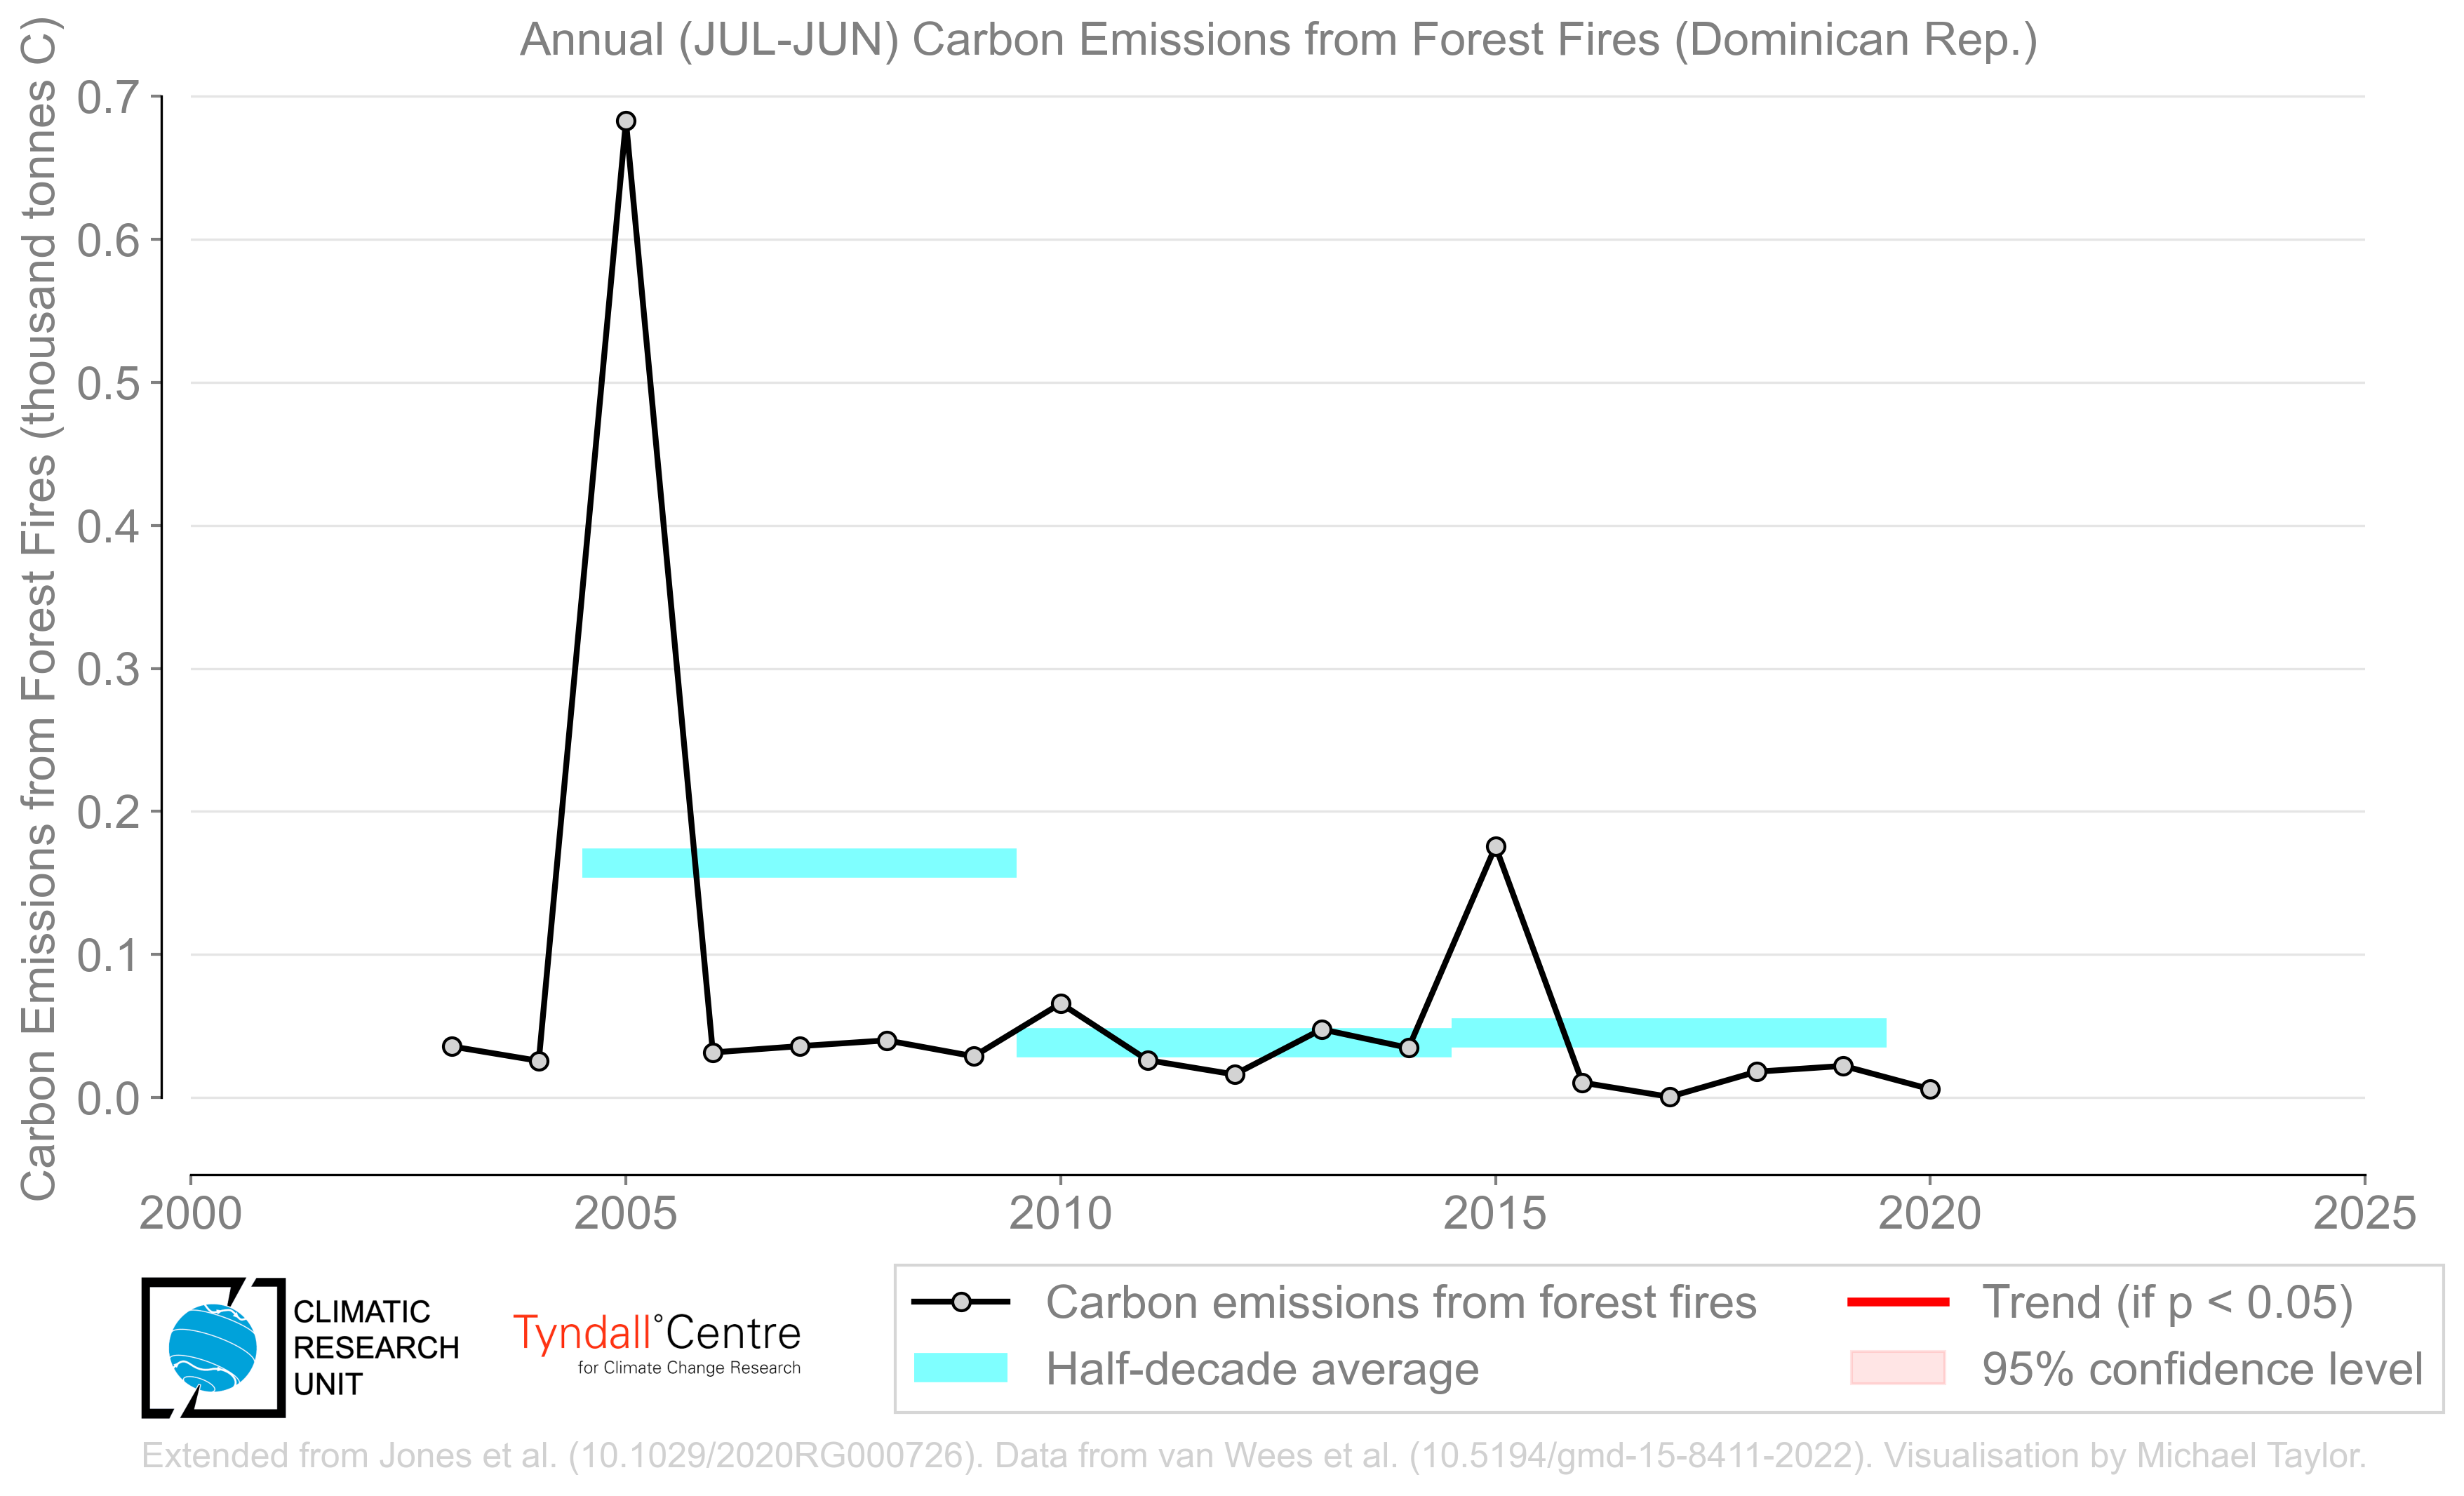 Annual (JUL-JUN) Carbon Emissions from Forest Fires (Dominican Rep.)
Carbon Emissions from Forest Fires (thousand tonnes C)
0.7
0.6
0.5
0.4
0.3
0.2
0.1
0.0
2000 2005 2010 2015 2020 2025
CLIMATIC
RESEARCH
UNIT
Tyndall°Centre
for Climate Change Research
Carbon emissions from forest fires
Half-decade average
Trend (if p < 0.05)
95% confidence level
Extended from Jones et al. (10.1029/2020RG000726). Data from van Wees et al. (10.5194/gmd-15-8411-2022). Visualisation by Michael Taylor.